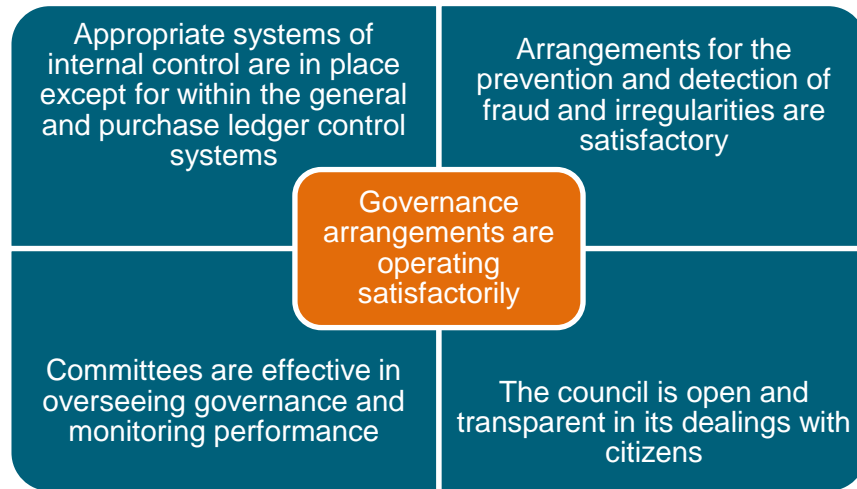 Appropriate systems of
internal control are in place
except for within the general
and purchase ledger control
systems
Arrangements for the
prevention and detection of
fraud and irregularities are
satisfactory
Governance
arrangements are
operating
satisfactorily
Committees are effective in
overseeing governance and
monitoring performance
The council is open and
transparent in its dealings with
citizens